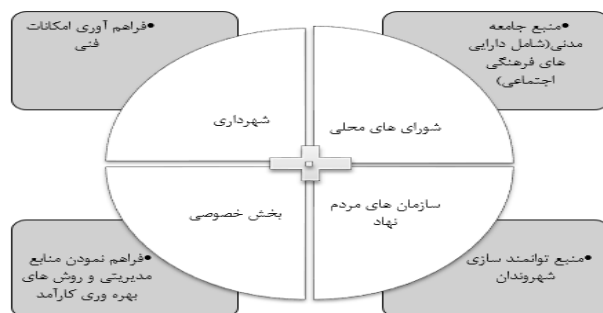 ●منبع جامعه
مدنی(شامل دارایی
های فرهنگی
اجتماعی)
●فراهم آوری امکانات
فنی
شورای های محلی
شهرداری
سازمان های مردم
نهاد
بخش خصوصی
●منبع توانمند سازی
شهروندان
●فراهم نمودن منابع
مدیریتی و روش های
بهره وری کارآمد